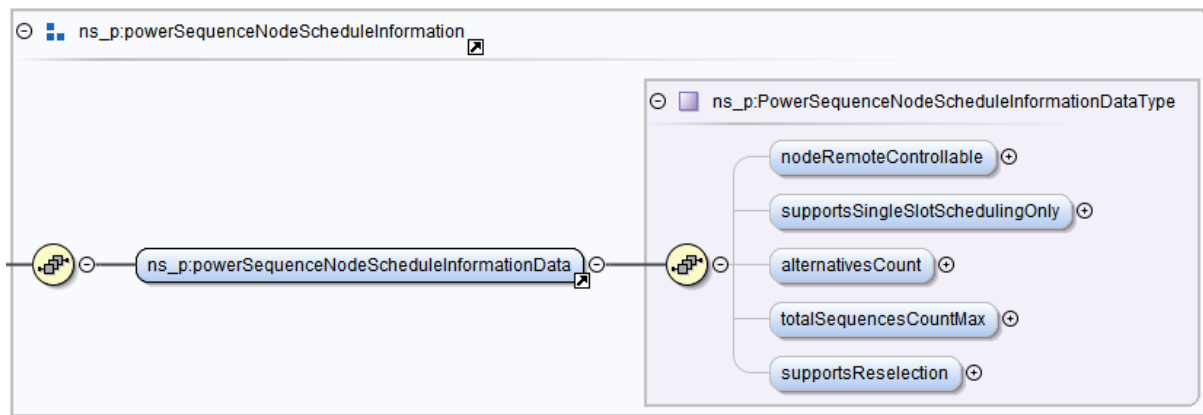 ns_p:powerSequenceNodeScheduleInformation
ns_p:PowerSequenceNodeScheduleInformationDataType
nodeRemoteControllable
supportsSingleSlotSchedulingOnly
ns_p:powerSequenceNodeScheduleInformationData
alternativesCount
totalSequencesCountMax
supportsReselection